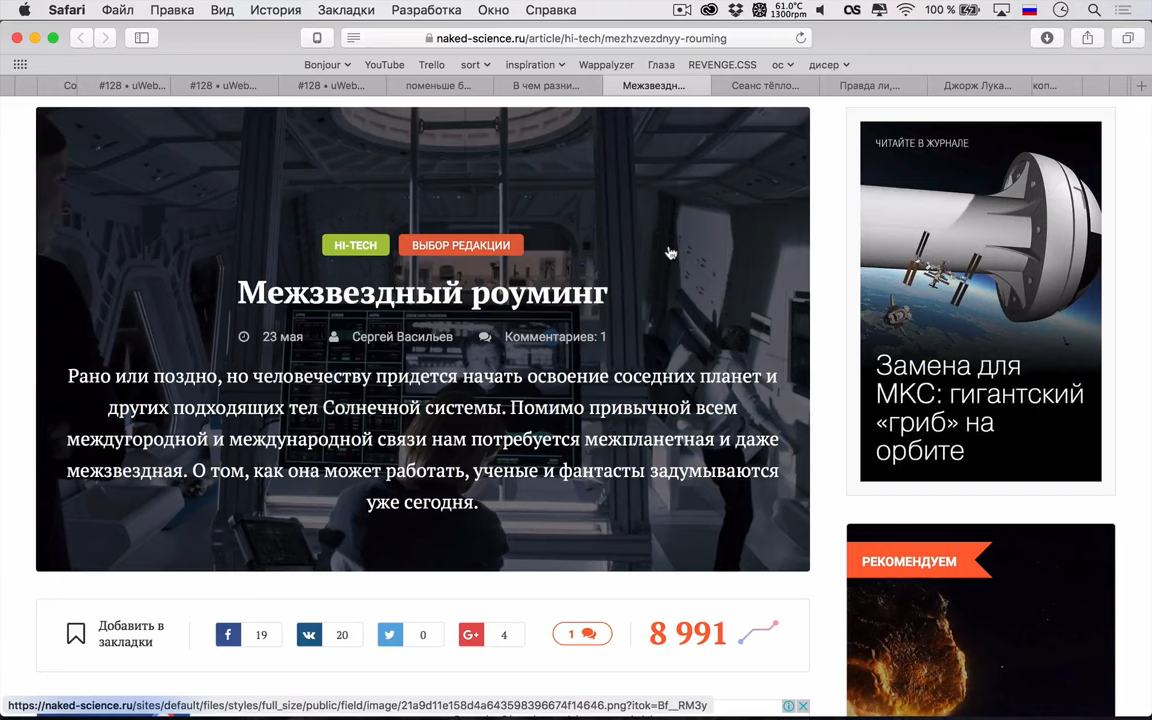 Safari Файл Правка Вид История Закладки Разработка Окно Справка 61.0°C 1300rpm 100 %
naked-science.ru/article/hi-tech/mezhzvezdnyy-rouming
Bonjour YouTube Trello sort inspiration Wappalyzer Глаза REVENGE.CSS ос дисер
Co #128 – uWeb... #128 – uWeb... #128 – uWeb... поменьше б... В чем разни... Межзвездн... Сеанс тёпло... Правда ли,... Джорж Лука... коп...
HI-TECH ВЫБОР РЕДАКЦИИ
Межзвездный роуминг
23 мая Сергей Васильев Комментариев: 1
Рано или поздно, но человечеству придется начать освоение соседних планет и
других подходящих тел Солнечной системы. Помимо привычной всем
междугородной и международной связи нам потребуется межпланетная и даже
межзвездная. О том, как она может работать, ученые и фантасты задумываются
уже сегодня.
Добавить в
закладки
19 20 0 4 1 8 991
ЧИТАЙТЕ В ЖУРНАЛЕ
Замена для
МКС: гигантский
«гриб» на
орбите
РЕКОМЕНДУЕМ
https://naked-science.ru/sites/default/files/styles/full_size/public/field/image/21a9d11e158d4a643598396674f14646.png?itok=Bf__RM3y